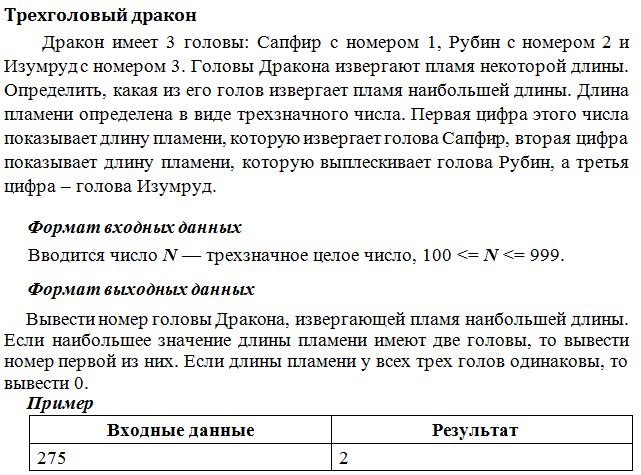 Трехголовый дракон
Дракон имеет 3 головы: Сапфир с номером 1, Рубин с номером 2 и
Изумруд с номером 3. Головы Дракона извергают пламя некоторой длины.
Определить, какая из его голов извергает пламя наибольшей длины. Длина
пламени определена в виде трехзначного числа. Первая цифра этого числа
показывает длину пламени, которую извергает голова Сапфир, вторая цифра
показывает длину пламени, которую выплескивает голова Рубин, а третья
цифра – голова Изумруд.
Формат входных данных
Вводится число N — трехзначное целое число, 100 <= N <= 999.
Формат выходных данных
Вывести номер головы Дракона, извергающей пламя наибольшей длины.
Если наибольшее значение длины пламени имеют две головы, то вывести
номер первой из них. Если длины пламени у всех трех голов одинаковы, то
вывести 0.
Пример
Входные данные Результат
275 2